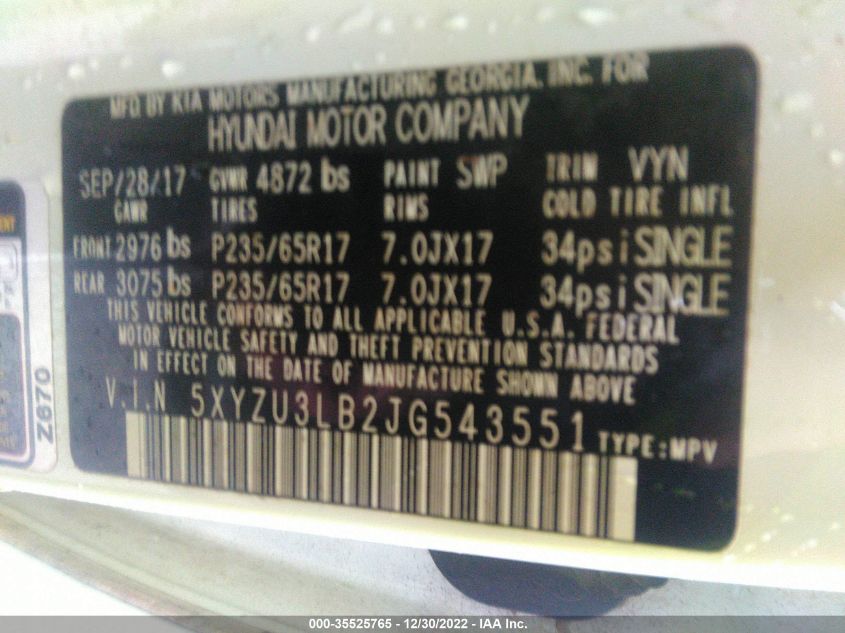 MFD. BY KIA MOTORS MANUFACTURING GEORGIA. INC. FOR
HYUNDAI MOTOR COMPANY
SEP/28/17 GVWR 4872 lbs PAINT SWP TRIM VYN
GAWR TIRES RIMS COLD TIRE INFL
FRONT 2976 lbs P235/65R17 7.0JX17 34psi SINGLE
REAR 3075 lbs P235/65R17 7.0JX17 34psi SINGLE
THIS VEHICLE CONFORMS TO ALL APPLICABLE U.S.A. FEDERAL
MOTOR VEHICLE SAFETY AND THEFT PREVENTION STANDARDS
IN EFFECT ON THE DATE OF MANUFACTURE SHOWN ABOVE
V.I.N 5XYZU3LB2JG543551 TYPE:MPV
Z670
000-35525765 - 12/30/2022 - IAA Inc.